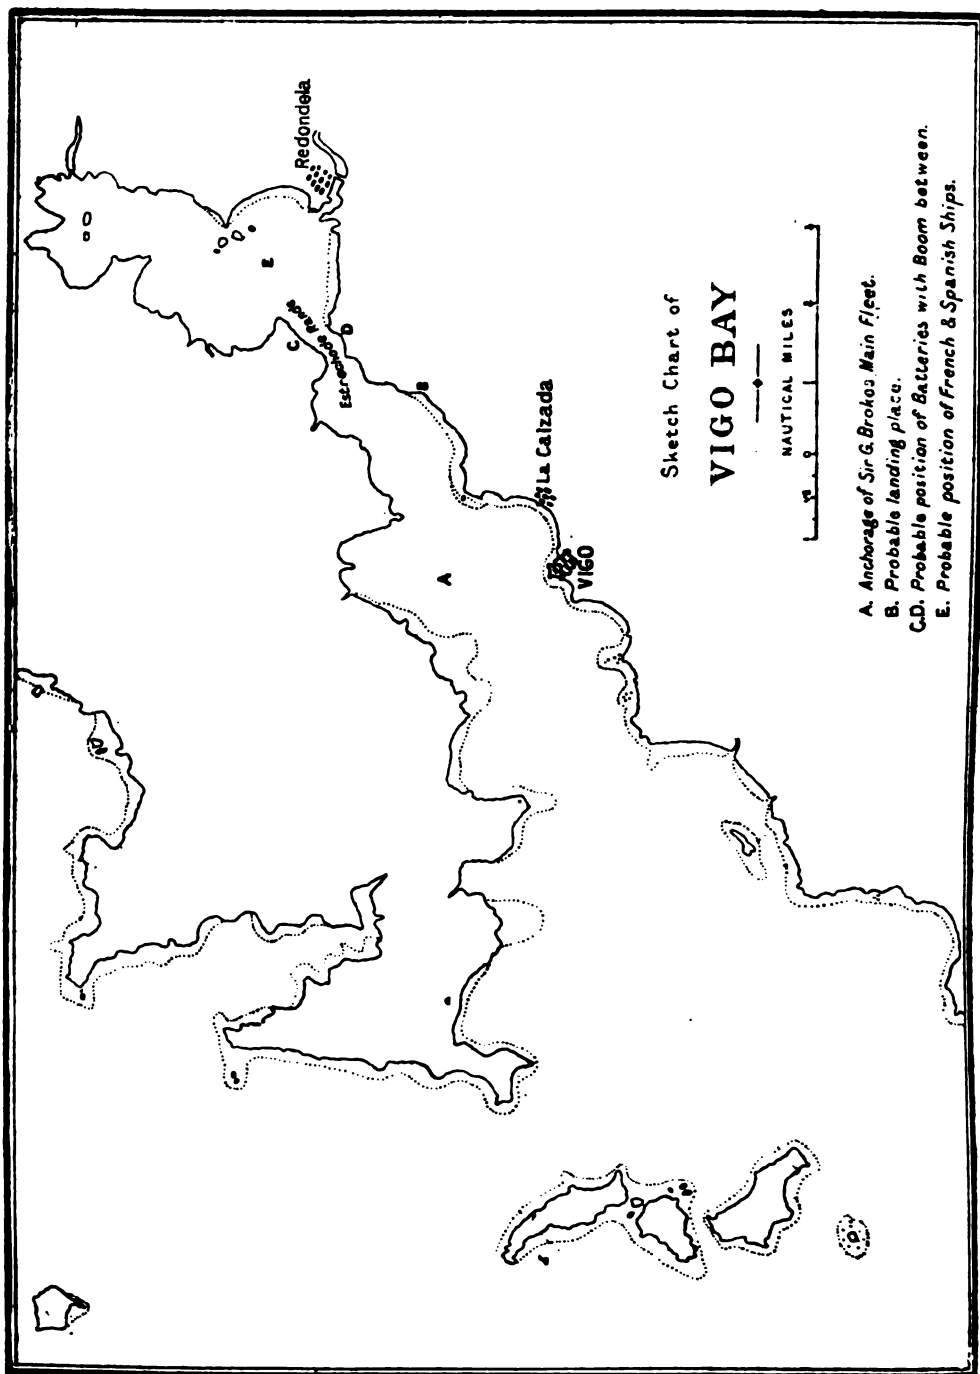 Sketch Chart of
VIGO BAY
NAUTICAL MILES
A. Anchorage of Sir G. Brokos Main Fleet.
B. Probable landing place.
C.D. Probable position of Batteries with Boom between.
E. Probable position of French & Spanish Ships.
Redondela
E
C
D
Estrecho de Rande
B
La Calzada
A
VIGO